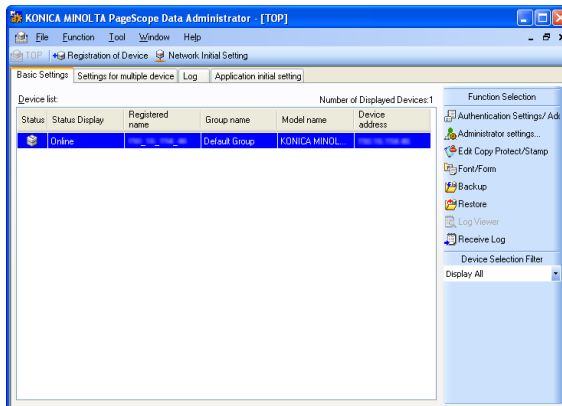 KONICA MINOLTA PageScope Data Administrator - [TOP]
File Function Tool Window Help
TOP Registration of Device Network Initial Setting
Basic Settings Settings for multiple device Log Application initial setting
Device list: Number of Displayed Devices:1
Status Status Display Registered name Group name Model name Device address
Online Default Group KONICA MINOL...
Function Selection
Authentication Settings/ Add
Administrator settings...
Edit Copy Protect/Stamp
Font/Form
Backup
Restore
Log Viewer
Receive Log
Device Selection Filter
Display All